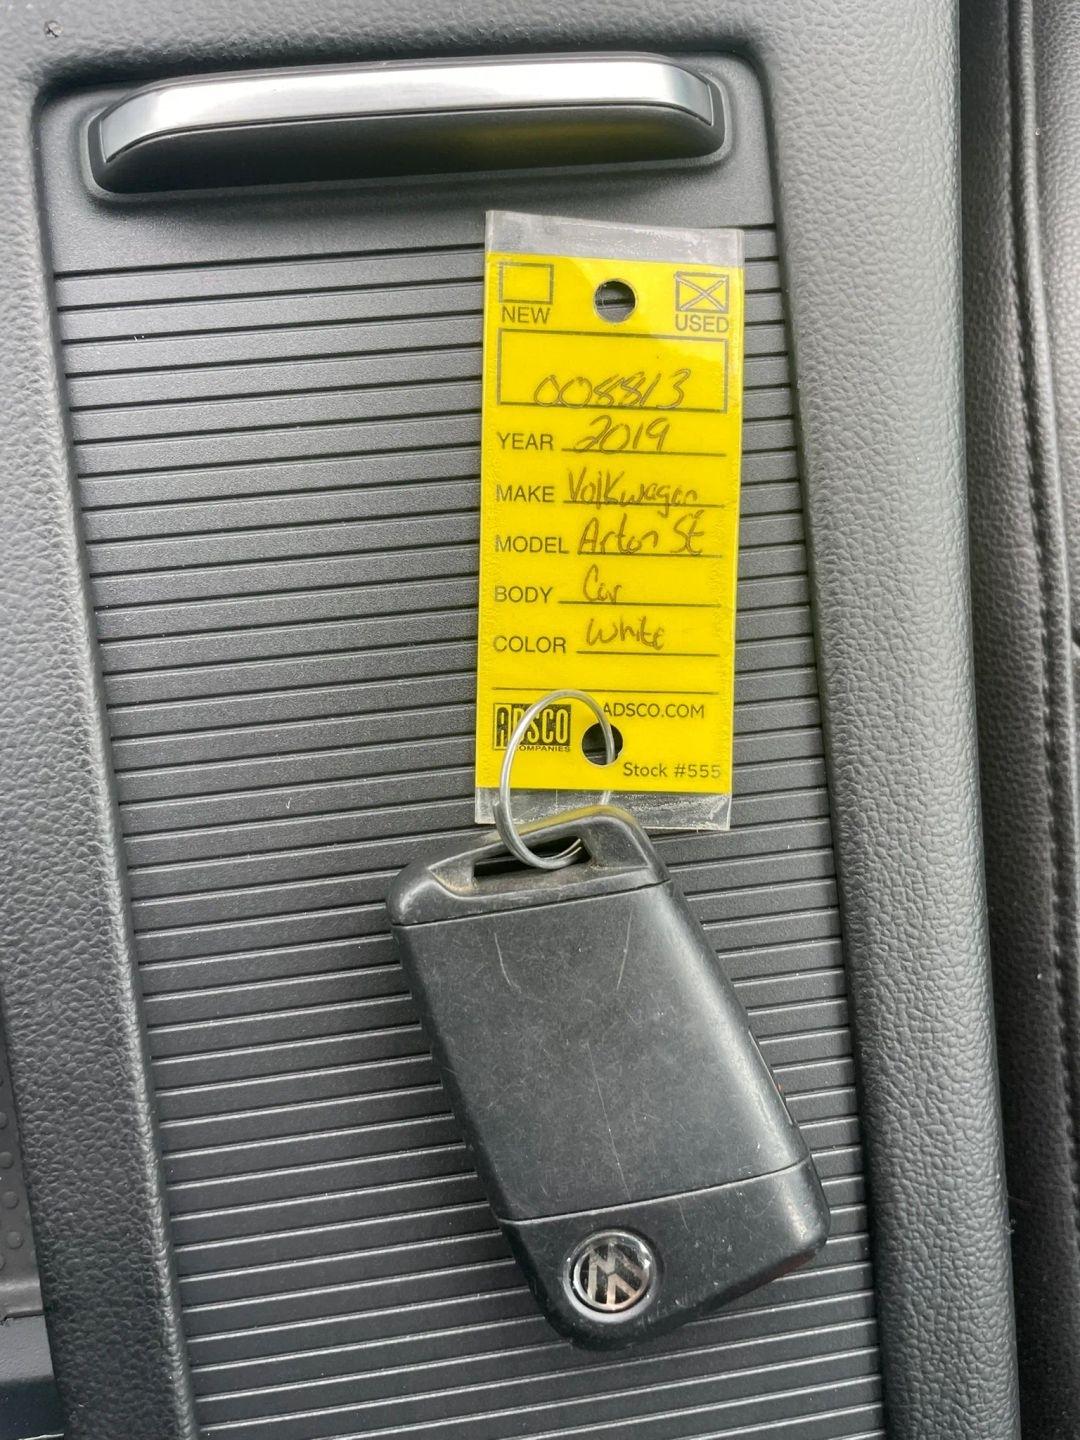 NEW USED
008813
YEAR 2019
MAKE Volkwagen
MODEL Arton SE
BODY Car
COLOR White
ADSCO ADSCO.COM
COMPANIES
Stock #555
VW